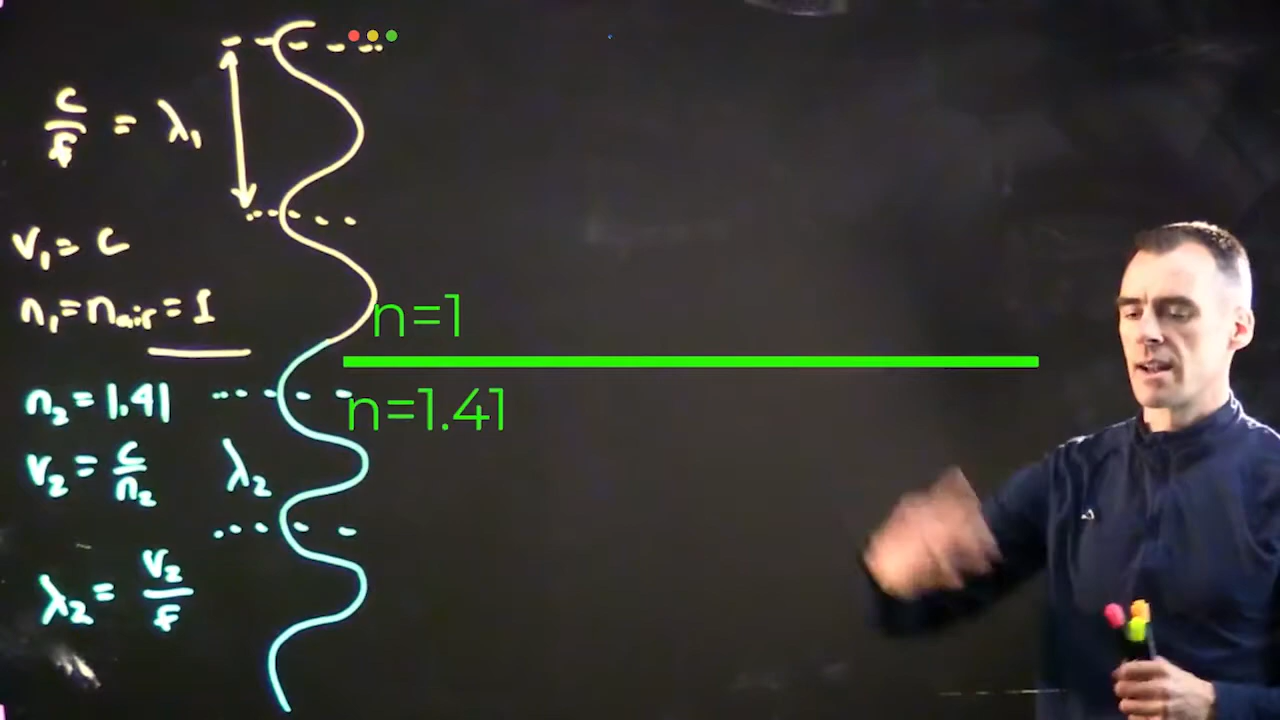 c/f = λ₁
v₁ = c
n₁ = nₐᵢᵣ = 1
n=1
n₂ = 1.41
n=1.41
v₂ = c/n₂
λ₂
λ₂ = v₂/f